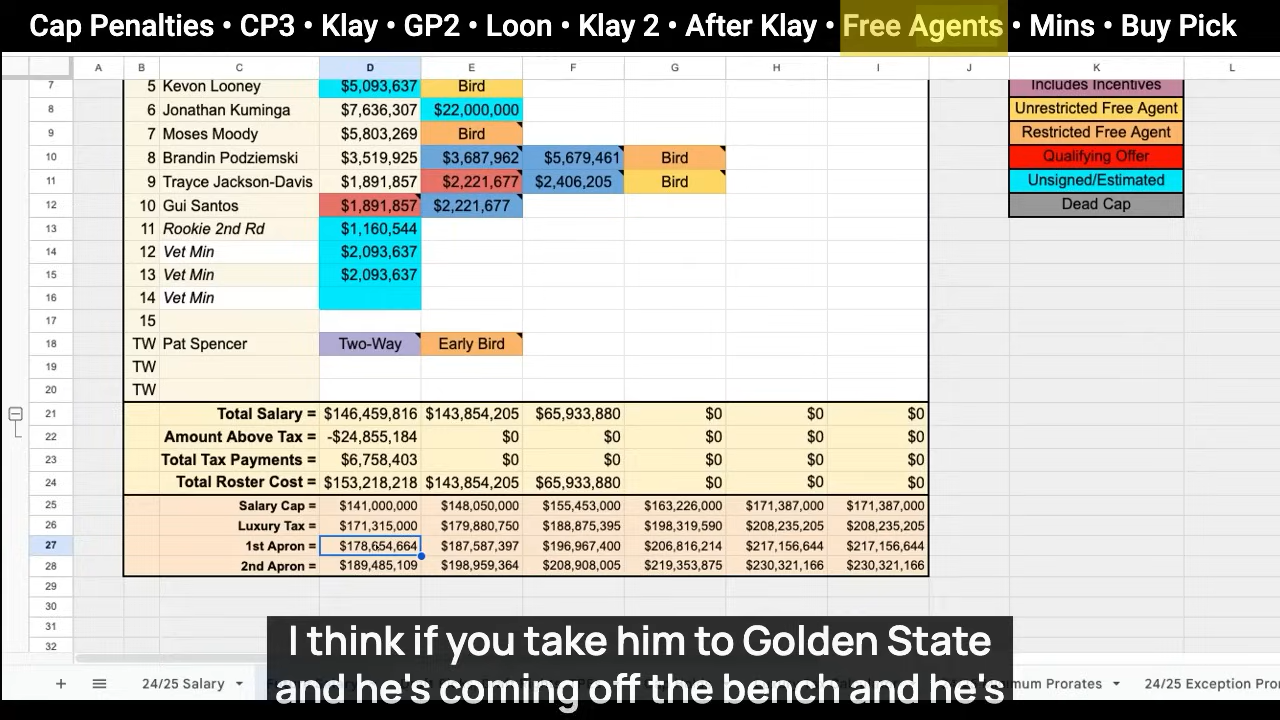 Cap Penalties • CP3 • Klay • GP2 • Loon • Klay 2 • After Klay • Free Agents • Mins • Buy Pick
A B C D E F G H I J K L
7 5 Kevon Looney $5,093,637 Bird Includes Incentives
8 6 Jonathan Kuminga $7,636,307 $22,000,000 Unrestricted Free Agent
9 7 Moses Moody $5,803,269 Bird Restricted Free Agent
10 8 Brandin Podziemski $3,519,925 $3,687,962 $5,679,461 Bird Qualifying Offer
11 9 Trayce Jackson-Davis $1,891,857 $2,221,677 $2,406,205 Bird Unsigned/Estimated
12 10 Gui Santos $1,891,857 $2,221,677 Dead Cap
13 11 Rookie 2nd Rd $1,160,544
14 12 Vet Min $2,093,637
15 13 Vet Min $2,093,637
16 14 Vet Min
17 15
18 TW Pat Spencer Two-Way Early Bird
19 TW
20 TW
21 Total Salary = $146,459,816 $143,854,205 $65,933,880 $0 $0 $0
22 Amount Above Tax = -$24,855,184 $0 $0 $0 $0 $0
23 Total Tax Payments = $6,758,403 $0 $0 $0 $0 $0
24 Total Roster Cost = $153,218,218 $143,854,205 $65,933,880 $0 $0 $0
25 Salary Cap = $141,000,000 $148,050,000 $155,453,000 $163,226,000 $171,387,000 $171,387,000
26 Luxury Tax = $171,315,000 $179,880,750 $188,875,395 $198,319,590 $208,235,205 $208,235,205
27 1st Apron = $178,654,664 $187,587,397 $196,967,400 $206,816,214 $217,156,644 $217,156,644
28 2nd Apron = $189,485,109 $198,959,364 $208,908,005 $219,353,875 $230,321,166 $230,321,166
29
30
31
32
I think if you take him to Golden State
and he's coming off the bench and he's
24/25 Salary mum Prorates 24/25 Exception Pror